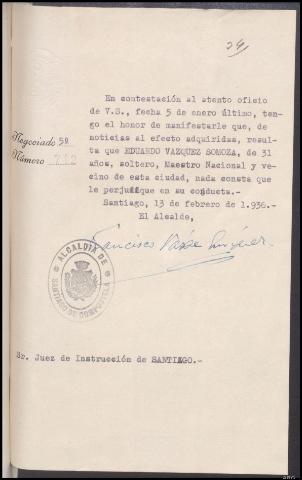 24
En contestación al atento oficio
de V.S., fecha 5 de enero último, ten-
go el honor de manifestarle que, de
noticias al efecto adquiridas, resul-
ta que EDUARDO VAZQUEZ SOMOZA, de 31
años, soltero, Maestro Nacional y ve-
cino de esta ciudad, nada consta que
le perjudique en su conducta.-
Santiago, 13 de febrero de 1.936.-
El Alcalde,
Negociado 5º
Número 712
Francisco
ALCALDIA DE
SANTIAGO DE COMPOSTELA
Sr. Juez de Instrucción de SANTIAGO.-